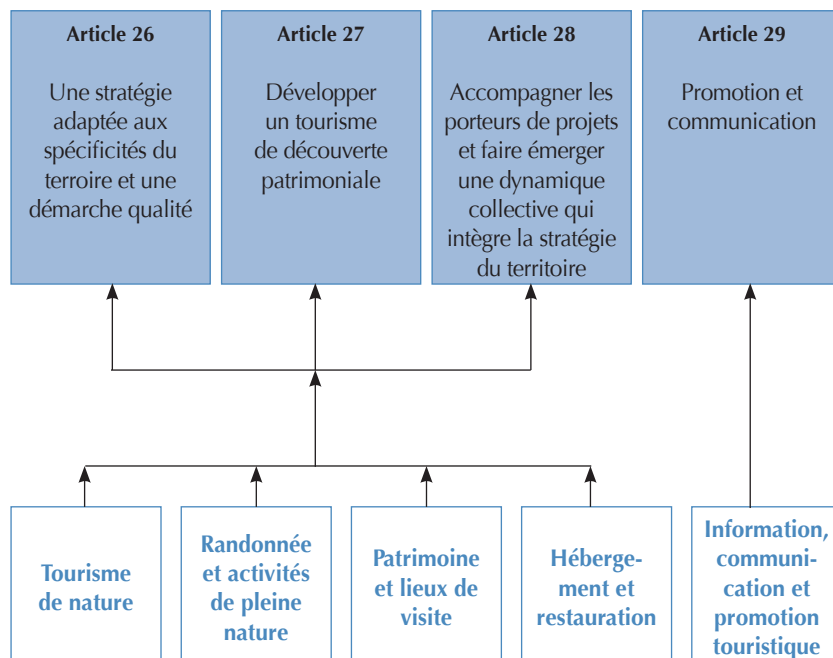 Article 26
Une stratégie
adaptée aux
spécificités du
terroire et une
démarche qualité
Article 27
Développer
un tourisme
de découverte
patrimoniale
Article 28
Accompagner les
porteurs de projets
et faire émerger
une dynamique
collective qui
intègre la stratégie
du territoire
Article 29
Promotion et
communication
Tourisme
de nature
Randonnée
et activités
de pleine
nature
Patrimoine
et lieux de
visite
Héberge-
ment et
restauration
Information,
communi-
cation et
promotion
touristique